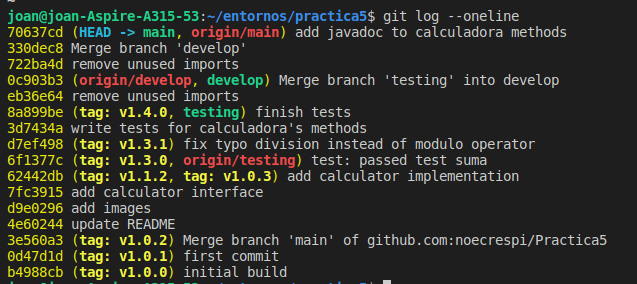 joan@joan-Aspire-A315-53:~/entornos/practica5$ git log --oneline
70637cd (HEAD -> main, origin/main) add javadoc to calculadora methods
330dec8 Merge branch 'develop'
722ba4d remove unused imports
0c903b3 (origin/develop, develop) Merge branch 'testing' into develop
eb36e64 remove unused imports
8a899be (tag: v1.4.0, testing) finish tests
3d7434a write tests for calculadora's methods
d7ef498 (tag: v1.3.1) fix typo division instead of modulo operator
6f1377c (tag: v1.3.0, origin/testing) test: passed test suma
62442db (tag: v1.1.2, tag: v1.0.3) add calculator implementation
7fc3915 add calculator interface
d9e0296 add images
4e60244 update README
3e560a3 (tag: v1.0.2) Merge branch 'main' of github.com:noecrespi/Practica5
0d47d1d (tag: v1.0.1) first commit
b4988cb (tag: v1.0.0) initial build